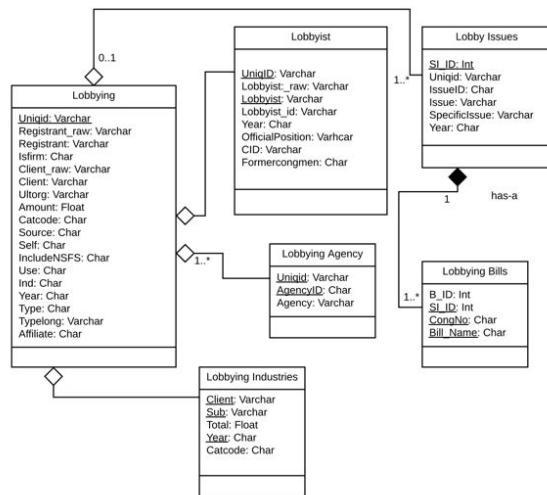 0..1
Lobbying
Uniqid: Varchar
Registrant_raw: Varchar
Registrant: Varchar
Isfirm: Char
Client_raw: Varchar
Client: Varchar
Ultorg: Varchar
Amount: Float
Catcode: Char
Source: Char
Self: Char
IncludeNSFS: Char
Use: Char
Ind: Char
Year: Char
Type: Char
Typelong: Varchar
Affiliate: Char
Lobbyist
UniqID: Varchar
Lobbyist:_raw: Varchar
Lobbyist: Varchar
Lobbyist_id: Varchar
Year: Char
OfficialPosition: Varhcar
CID: Varchar
Formercongmen: Char
Lobby Issues
1..*
SI_ID: Int
Uniqid: Varchar
IssueID: Char
Issue: Varchar
SpecificIssue: Varchar
Year: Char
1
has-a
1..*
Lobbying Agency
Uniqid: Varchar
AgencyID: Char
Agency: Varchar
1..*
Lobbying Bills
B_ID: Int
SI_ID: Int
CongNo: Char
Bill_Name: Char
Lobbying Industries
Client: Varchar
Sub: Varchar
Total: Float
Year: Char
Catcode: Char